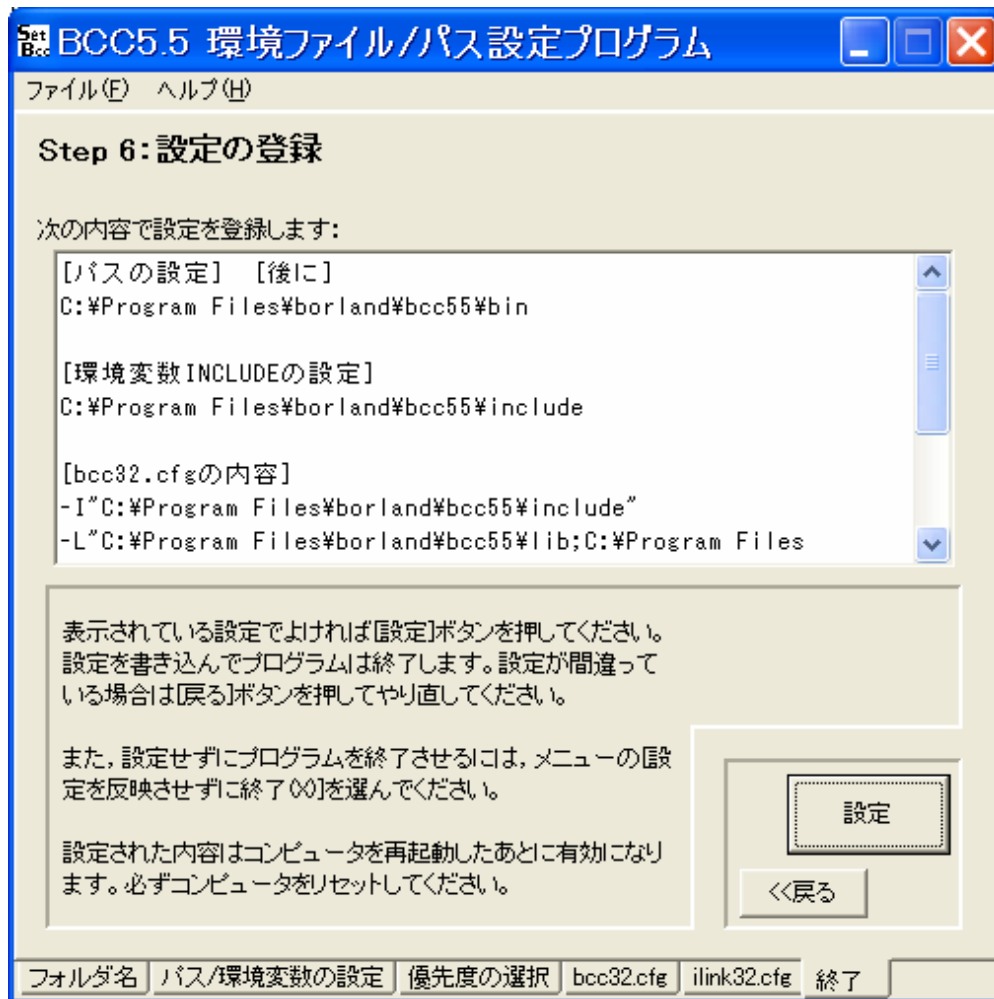 Set Bcc BCC5.5 環境ファイル/パス設定プログラム
ファイル(F) ヘルプ(H)
Step 6:設定の登録
次の内容で設定を登録します:
[パスの設定] [後に]
C:¥Program Files¥borland¥bcc55¥bin
[環境変数INCLUDEの設定]
C:¥Program Files¥borland¥bcc55¥include
[bcc32.cfgの内容]
-I"C:¥Program Files¥borland¥bcc55¥include"
-L"C:¥Program Files¥borland¥bcc55¥lib;C:¥Program Files
表示されている設定でよければ[設定]ボタンを押してください。
設定を書き込んでプログラムは終了します。設定が間違って
いる場合は[戻る]ボタンを押してやり直してください。
また,設定せずにプログラムを終了させるには,メニューの[設
定を反映させずに終了(X)]を選んでください。
設定された内容はコンピュータを再起動したあとに有効になり
ます。必ずコンピュータをリセットしてください。
設定
<<戻る
フォルダ名 パス/環境変数の設定 優先度の選択 bcc32.cfg ilink32.cfg 終了